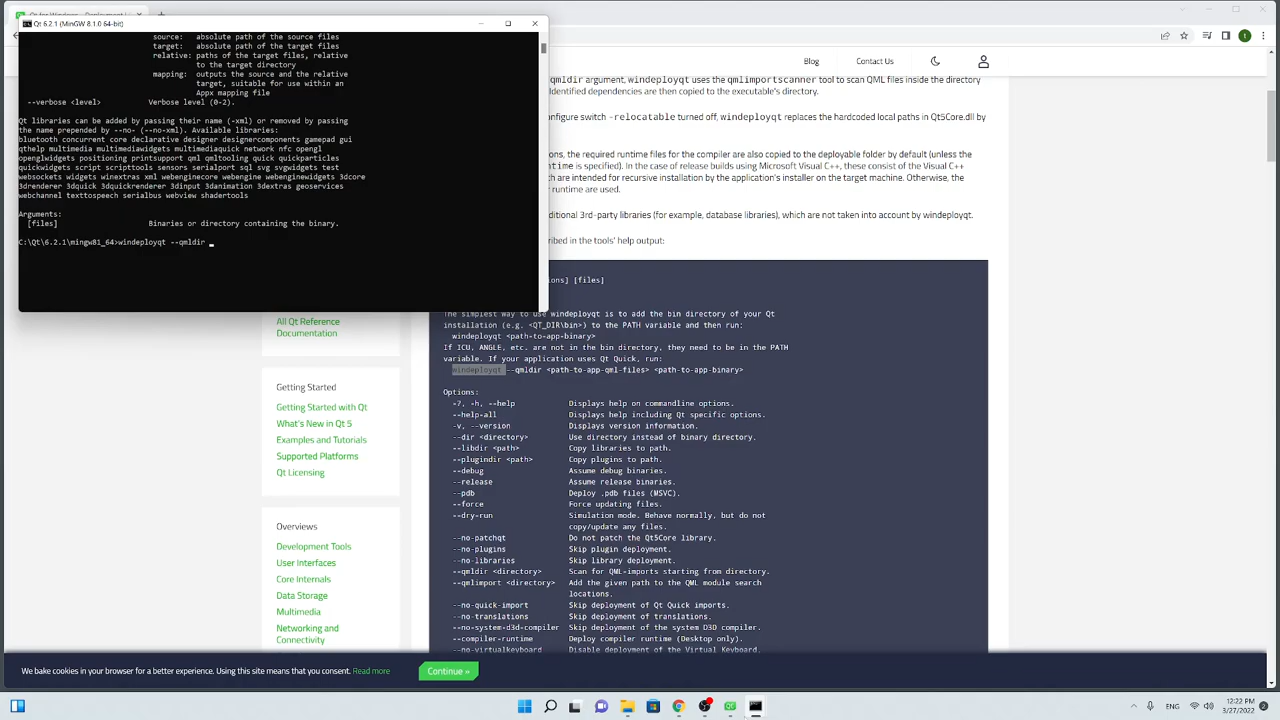 Qt 6.2.1 (MinGW 8.1.0 64-bit)
source: absolute path of the source files
target: absolute path of the target files
relative: paths of the target files, relative
to the target directory
mapping: outputs the source and the relative
target, suitable for use within an
Appx mapping file
--verbose <level> Verbose level (0-2).
Qt libraries can be added by passing their name (-xml) or removed by passing
the name prepended by --no- (--no-xml). Available libraries:
bluetooth concurrent core declarative designer designercomponents gamepad gui
qthelp multimedia multimediawidgets multimediaquick network nfc opengl
openglwidgets positioning printsupport qml qmltooling quick quickparticles
quickwidgets script scripttools sensors serialport sql svg svgwidgets test
websockets widgets winextras xml webenginecore webengine webenginewidgets 3dcore
3drenderer 3dquick 3dquickrenderer 3dinput 3danimation 3dextras geoservices
webchannel texttospeech serialbus webview shadertools
Arguments:
[files] Binaries or directory containing the binary.
C:\Qt\6.2.1\mingw81_64>windeployqt --qmldir _
Blog Contact Us
QML directory argument, windeployqt uses the qmlimportscanner tool to scan QML files inside the directory
Identified dependencies are then copied to the executable's directory.
switch -relocatable turned off, windeployqt replaces the hardcoded local paths in Qt5Core.dll by
the required runtime files for the compiler are also copied to the deployable folder by default (unless the
is specified). In the case of release builds using Microsoft
are intended for recursive installation by the application's installer on the target machine. Otherwise,
runtime are used.
3rd-party libraries (for example, database libraries), which are not taken into account by windeployqt.
in the tools' help output:
[files]
The simplest way to use windeployqt is to add the bin directory of your Qt
installation (e.g. <QT_DIR\bin>) to the PATH variable and then run:
windeployqt <path-to-app-binary>
If ICU, ANGLE, etc. are not in the bin directory, they need to be in the PATH
variable. If your application uses Qt Quick, run:
windeployqt --qmldir <path-to-app-qml-files> <path-to-app-binary>
Options:
-?, -h, --help Displays help on commandline options.
--help-all Displays help including Qt specific options.
-v, --version Displays version information.
--dir <directory> Use directory instead of binary directory.
--libdir <path> Copy libraries to path.
--plugindir <path> Copy plugins to path.
--debug Assume debug binaries.
--release Assume release binaries.
--pdb Deploy .pdb files (MSVC).
--force Force updating files.
--dry-run Simulation mode. Behave normally, but do not
copy/update any files.
--no-patchqt Do not patch the Qt5Core library.
--no-plugins Skip plugin deployment.
--no-libraries Skip library deployment.
--qmldir <directory> Scan for QML-imports starting from directory.
--qmlimport <directory> Add the given path to the QML module search
locations.
--no-quick-import Skip deployment of Qt Quick imports.
--no-translations Skip deployment of translations.
--no-system-d3d-compiler Skip deployment of the system D3D compiler.
--compiler-runtime Deploy compiler runtime (Desktop only).
--no-virtualkeyboard Disable deployment of the Virtual Keyboard.
All Qt Reference
Documentation
Getting Started
Getting Started with Qt
What's New in Qt 5
Examples and Tutorials
Supported Platforms
Qt Licensing
Overviews
Development Tools
User Interfaces
Core Internals
Data Storage
Multimedia
Networking and
Connectivity
We bake cookies in your browser for a better experience. Using this site means that you consent. Read more
Continue »
12:22 PM
3/27/2022